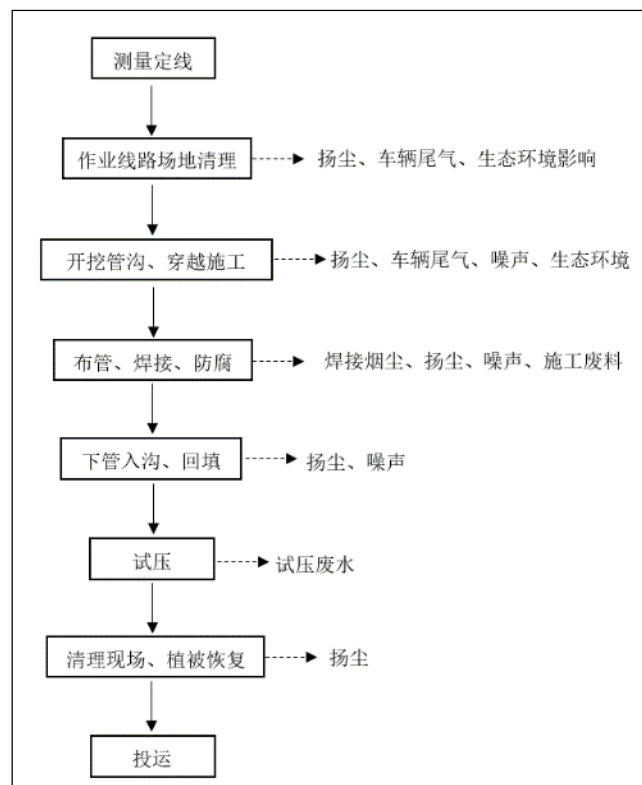 测量定线
作业线路场地清理
扬尘、车辆尾气、生态环境影响
开挖管沟、穿越施工
扬尘、车辆尾气、噪声、生态环境
布管、焊接、防腐
焊接烟尘、扬尘、噪声、施工废料
下管入沟、回填
扬尘、噪声
试压
试压废水
清理现场、植被恢复
扬尘
投运